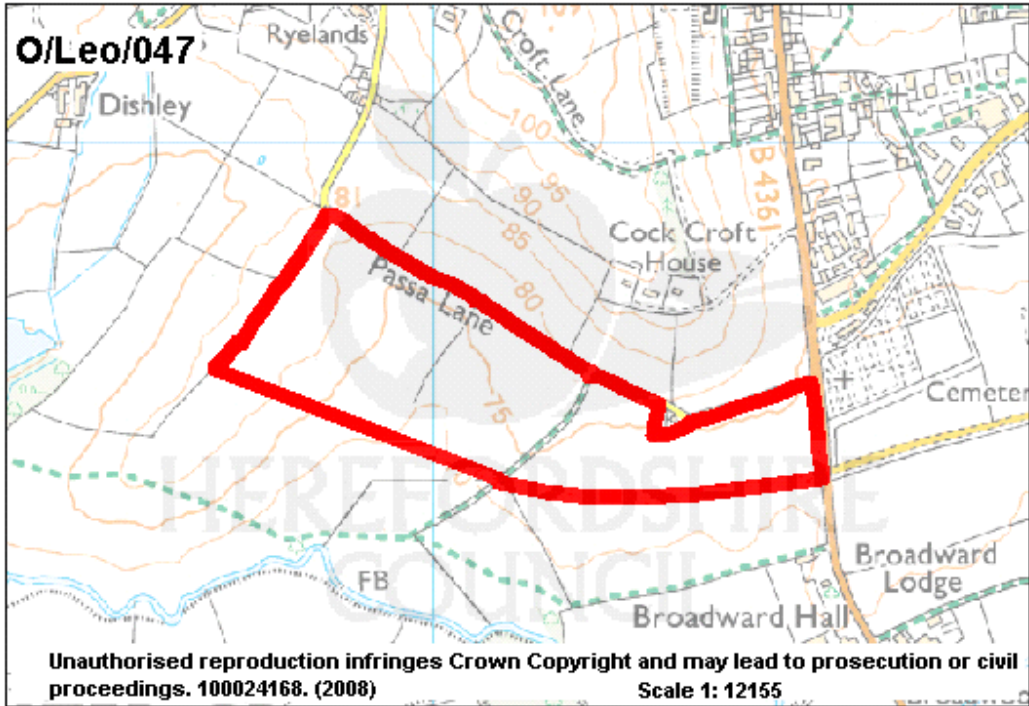 O/Leo/047
Ryelands
Dishley
Croft Lane
100
95
90
85
80
75
81
B 4361
Cock Croft
House
Passa Lane
Cemeter
HEREFORDSHIRE
COUNCIL
FB
Broadward
Lodge
Broadward Hall
Unauthorised reproduction infringes Crown Copyright and may lead to prosecution or civil
proceedings. 100024168. (2008)
Scale 1: 12155